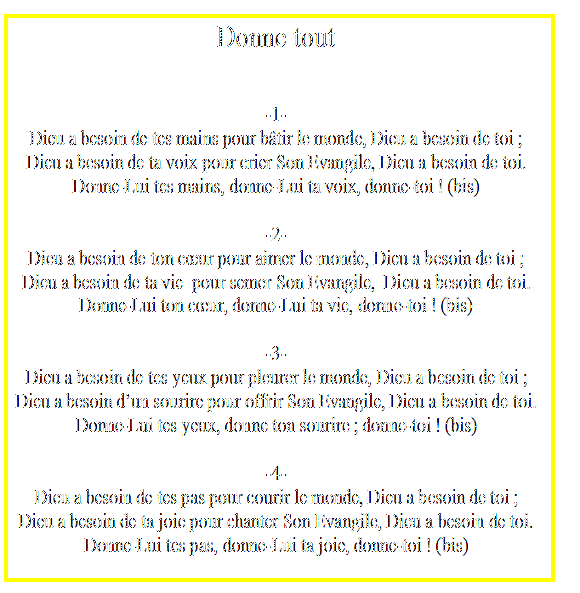 Donne tout
-1-
Dieu a besoin de tes mains pour bâtir le monde, Dieu a besoin de toi ;
Dieu a besoin de ta voix pour crier Son Evangile, Dieu a besoin de toi.
Donne-Lui tes mains, donne-Lui ta voix, donne-toi ! (bis)
-2-
Dieu a besoin de ton cœur pour aimer le monde, Dieu a besoin de toi ;
Dieu a besoin de ta vie pour semer Son Evangile, Dieu a besoin de toi.
Donne-Lui ton cœur, donne-Lui ta vie, donne-toi ! (bis)
-3-
Dieu a besoin de tes yeux pour pleurer le monde, Dieu a besoin de toi ;
Dieu a besoin d'un sourire pour offrir Son Evangile, Dieu a besoin de toi.
Donne-Lui tes yeux, donne ton sourire ; donne-toi ! (bis)
-4-
Dieu a besoin de tes pas pour courir le monde, Dieu a besoin de toi ;
Dieu a besoin de ta joie pour chanter Son Evangile, Dieu a besoin de toi.
Donne-Lui tes pas, donne-Lui ta joie, donne-toi ! (bis)